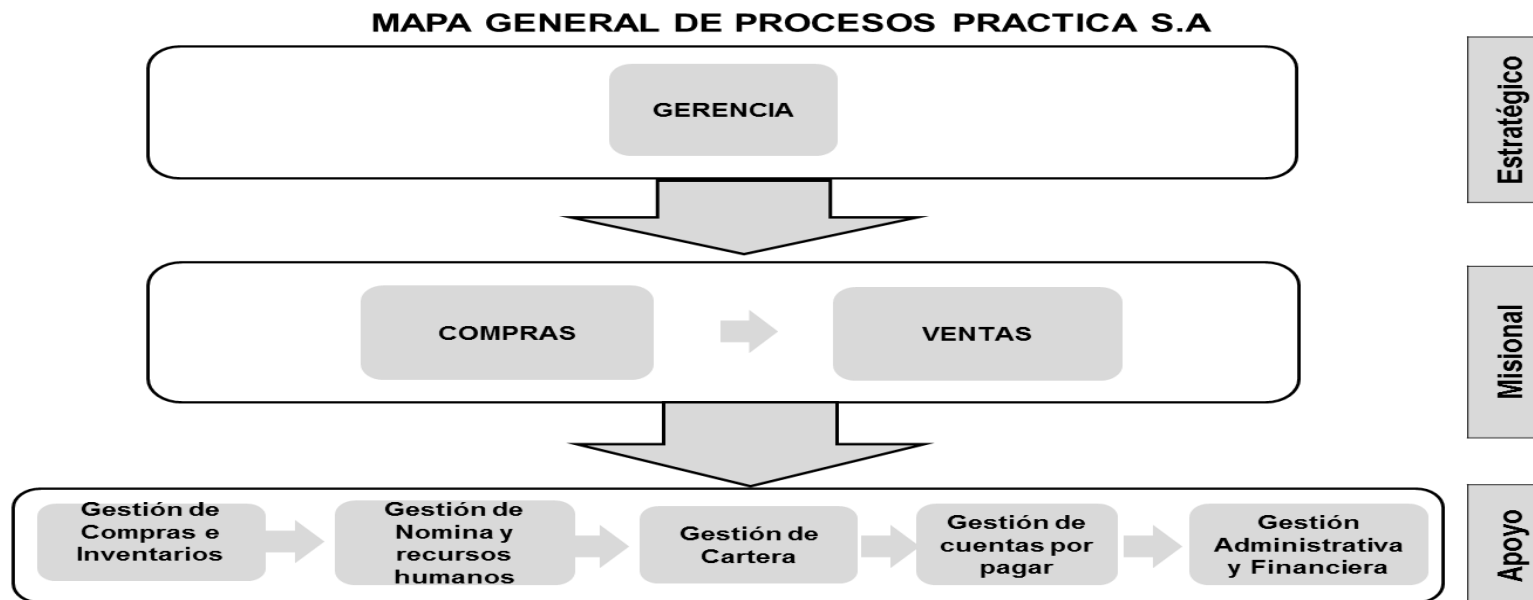 MAPA GENERAL DE PROCESOS PRACTICA S.A
GERENCIA
Estratégico
COMPRAS
VENTAS
Misional
Gestión de
Compras e
Inventarios
Gestión de
Nomina y
recursos
humanos
Gestión de
Cartera
Gestión de
cuentas por
pagar
Gestión
Administrativa
y Financiera
Apoyo